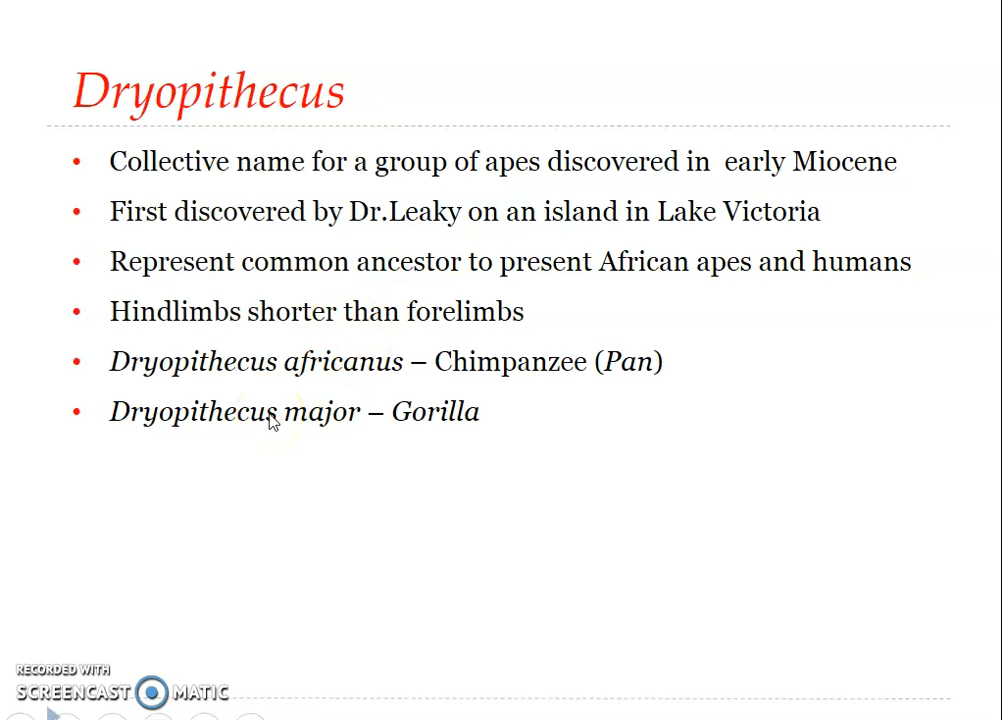 Dryopithecus
• Collective name for a group of apes discovered in  early Miocene
• First discovered by Dr.Leaky on an island in Lake Victoria
• Represent common ancestor to present African apes and humans
• Hindlimbs shorter than forelimbs
• Dryopithecus africanus – Chimpanzee (Pan)
• Dryopithecus major – Gorilla
RECORDED WITH
SCREENCAST MATIC